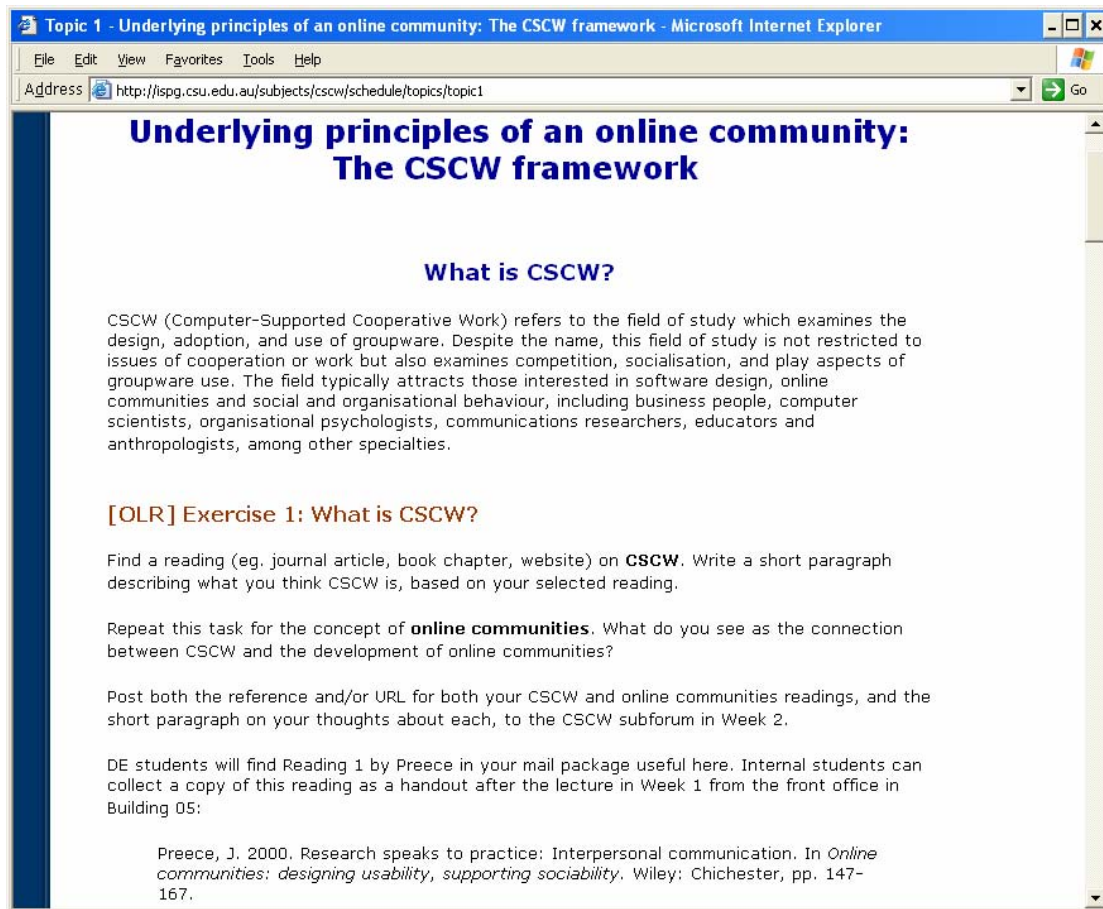 Topic 1 - Underlying principles of an online community: The CSCW framework - Microsoft Internet Explorer
File Edit View Favorites Tools Help
Address http://ispg.csu.edu.au/subjects/cscw/schedule/topics/topic1 Go
Underlying principles of an online community:
The CSCW framework
What is CSCW?
CSCW (Computer-Supported Cooperative Work) refers to the field of study which examines the
design, adoption, and use of groupware. Despite the name, this field of study is not restricted to
issues of cooperation or work but also examines competition, socialisation, and play aspects of
groupware use. The field typically attracts those interested in software design, online
communities and social and organisational behaviour, including business people, computer
scientists, organisational psychologists, communications researchers, educators and
anthropologists, among other specialties.
[OLR] Exercise 1: What is CSCW?
Find a reading (eg. journal article, book chapter, website) on CSCW. Write a short paragraph
describing what you think CSCW is, based on your selected reading.
Repeat this task for the concept of online communities. What do you see as the connection
between CSCW and the development of online communities?
Post both the reference and/or URL for both your CSCW and online communities readings, and the
short paragraph on your thoughts about each, to the CSCW subforum in Week 2.
DE students will find Reading 1 by Preece in your mail package useful here. Internal students can
collect a copy of this reading as a handout after the lecture in Week 1 from the front office in
Building 05:
Preece, J. 2000. Research speaks to practice: Interpersonal communication. In Online
communities: designing usability, supporting sociability. Wiley: Chichester, pp. 147-
167.